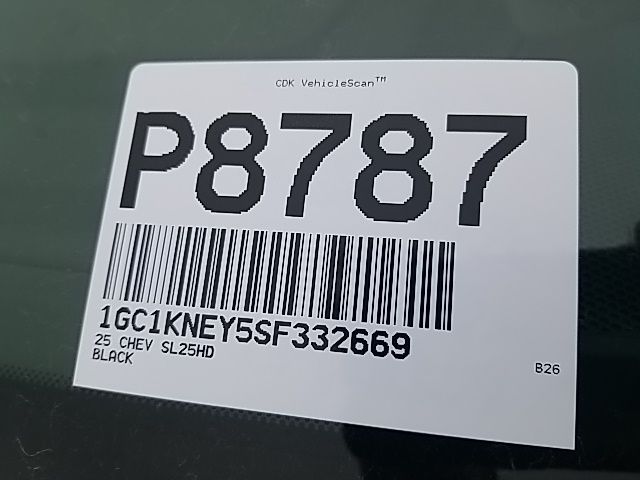 CDK VehicleScan™
P8787
1GC1KNEY5SF332669
25 CHEV SL25HD
BLACK
B26